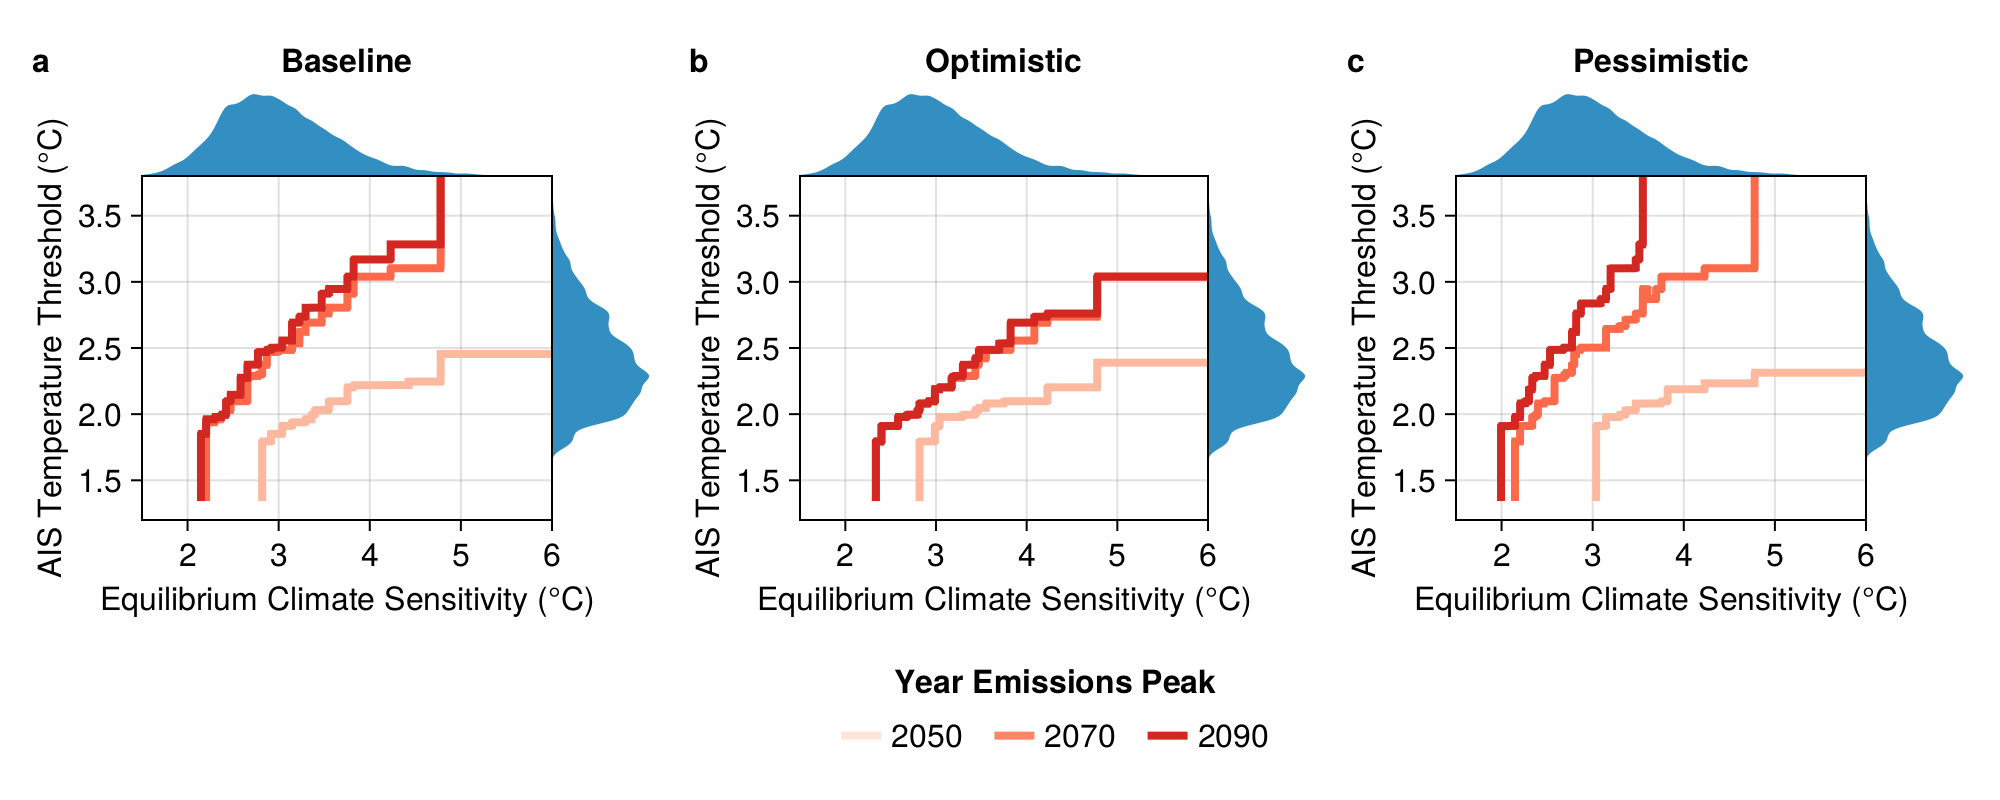 a Baseline
AIS Temperature Threshold (°C)
3.5
3.0
2.5
2.0
1.5
2 3 4 5 6
Equilibrium Climate Sensitivity (°C)
b Optimistic
AIS Temperature Threshold (°C)
3.5
3.0
2.5
2.0
1.5
2 3 4 5 6
Equilibrium Climate Sensitivity (°C)
c Pessimistic
AIS Temperature Threshold (°C)
3.5
3.0
2.5
2.0
1.5
2 3 4 5 6
Equilibrium Climate Sensitivity (°C)
Year Emissions Peak
2050 2070 2090